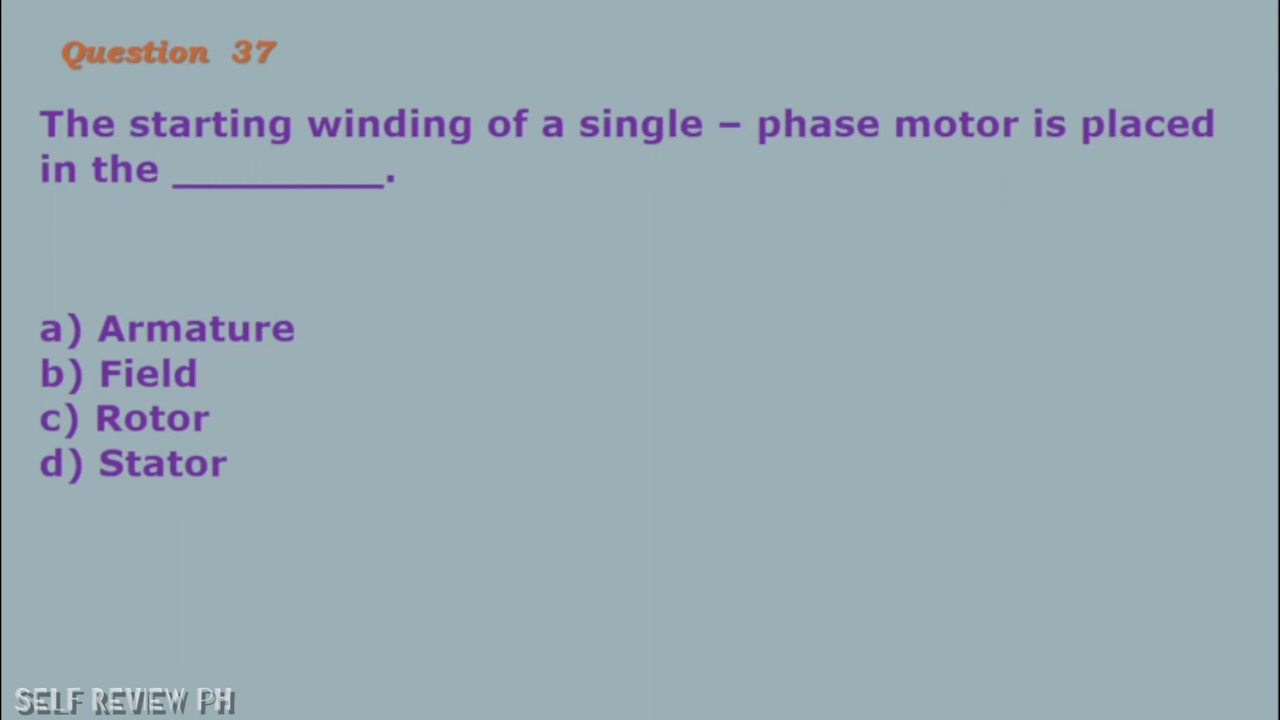 Question 37
The starting winding of a single – phase motor is placed
in the __________.
a) Armature
b) Field
c) Rotor
d) Stator
SELF REVIEW PH